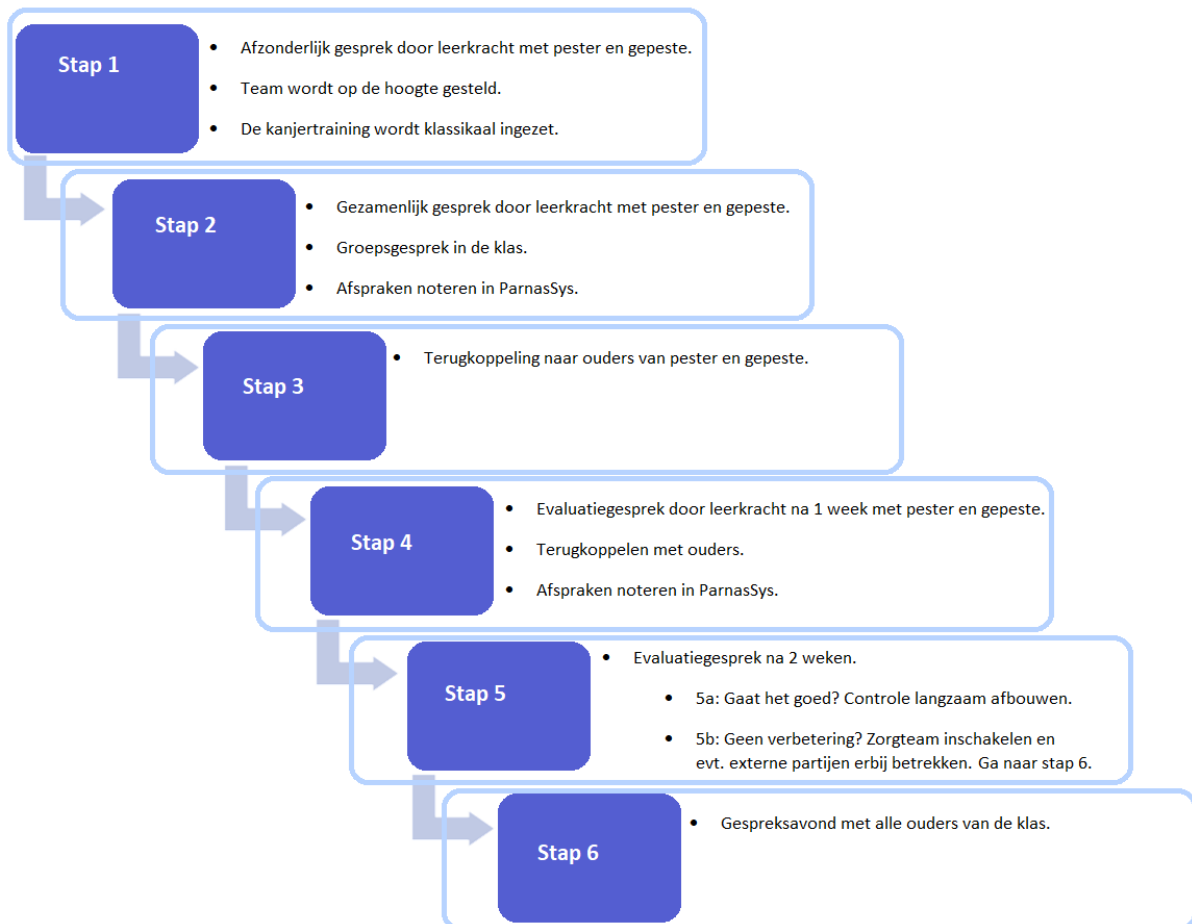 Stap 1
Afzonderlijk gesprek door leerkracht met pester en gepeste.
Team wordt op de hoogte gesteld.
De kanjertraining wordt klassikaal ingezet.
Stap 2
Gezamenlijk gesprek door leerkracht met pester en gepeste.
Groepsgesprek in de klas.
Afspraken noteren in ParnasSys.
Stap 3
Terugkoppeling naar ouders van pester en gepeste.
Stap 4
Evaluatiegesprek door leerkracht na 1 week met pester en gepeste.
Terugkoppelen met ouders.
Afspraken noteren in ParnasSys.
Stap 5
Evaluatiegesprek na 2 weken.
5a: Gaat het goed? Controle langzaam afbouwen.
5b: Geen verbetering? Zorgteam inschakelen en
evt. externe partijen erbij betrekken. Ga naar stap 6.
Stap 6
Gespreksavond met alle ouders van de klas.